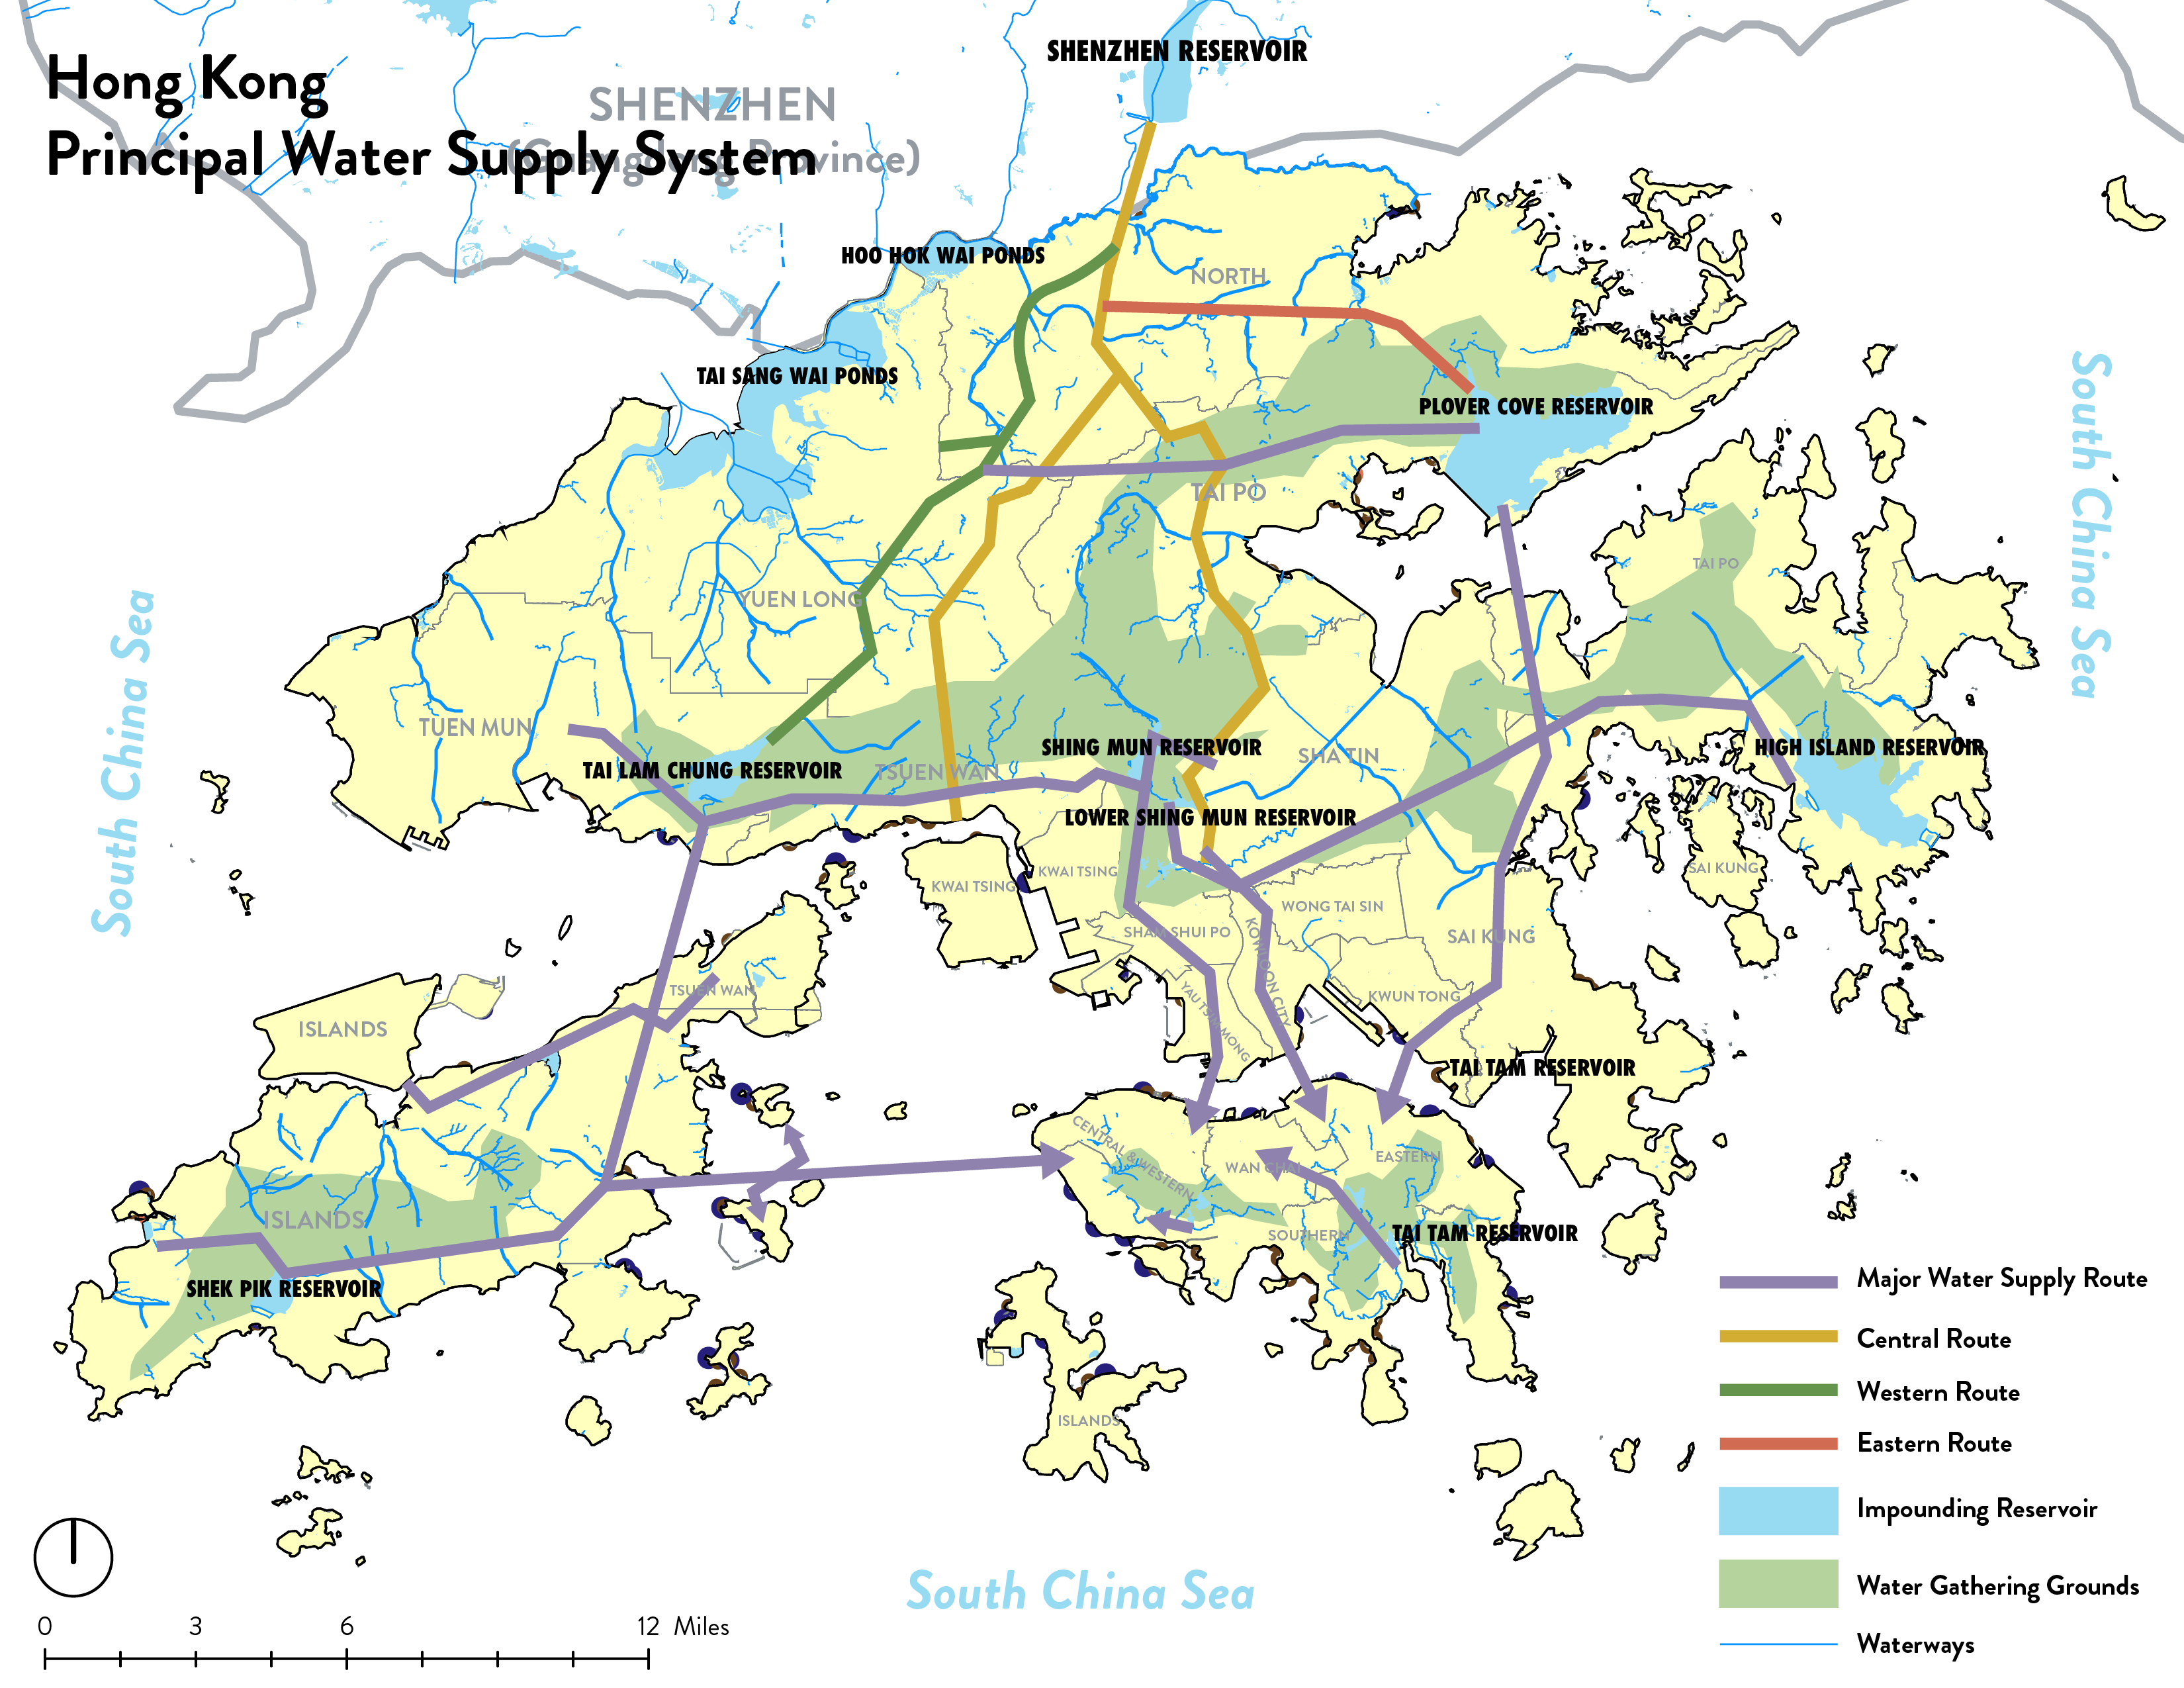 Hong Kong
Principal Water Supply System
SHENZHEN
(Guangdong Province)
SHENZHEN RESERVOIR
HOO HOK WAI PONDS
NORTH
TAI SANG WAI PONDS
PLOVER COVE RESERVOIR
TAI PO
TAI PO
South China Sea
South China Sea
YUEN LONG
TUEN MUN
TAI LAM CHUNG RESERVOIR
TSUEN WAN
SHING MUN RESERVOIR
SHA TIN
HIGH ISLAND RESERVOIR
LOWER SHING MUN RESERVOIR
KWAI TSING
KWAI TSING
SAI KUNG
WONG TAI SIN
SHAM SHUI PO
KOWLOON CITY
SAI KUNG
TSUEN WAN
YAU TSIM MONG
KWUN TONG
ISLANDS
TAI TAM RESERVOIR
CENTRAL & WESTERN
WAN CHAI
EASTERN
ISLANDS
SOUTHERN
TAI TAM RESERVOIR
SHEK PIK RESERVOIR
ISLANDS
Major Water Supply Route
Central Route
Western Route
Eastern Route
Impounding Reservoir
Water Gathering Grounds
Waterways
South China Sea
0 3 6 12 Miles